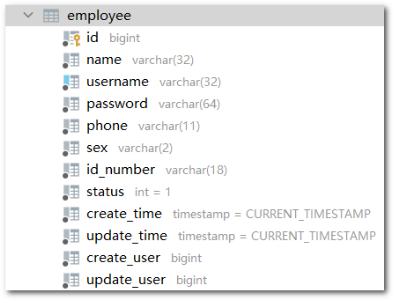 employee
id bigint
name varchar(32)
username varchar(32)
password varchar(64)
phone varchar(11)
sex varchar(2)
id_number varchar(18)
status int = 1
create_time timestamp = CURRENT_TIMESTAMP
update_time timestamp = CURRENT_TIMESTAMP
create_user bigint
update_user bigint